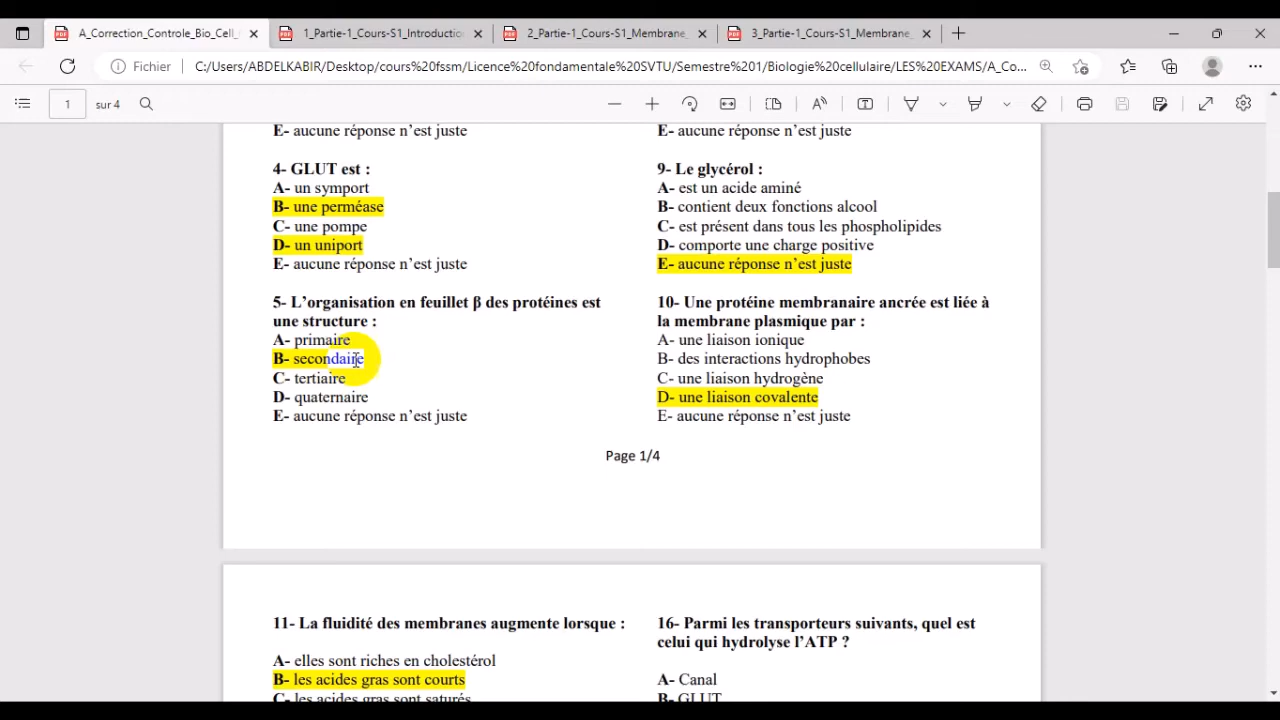 A_Correction_Controle_Bio_Cell_
1_Partie-1_Cours-S1_Introductio
2_Partie-1_Cours-S1_Membrane_
3_Partie-1_Cours-S1_Membrane_
Fichier
C:/Users/ABDELKABIR/Desktop/cours%20fssm/Licence%20fondamentale%20SVTU/Semestre%201/Biologie%20cellulaire/LES%20EXAMS/A_Co...
1 sur 4
E- aucune réponse n'est juste
4- GLUT est :
A- un symport
B- une perméase
C- une pompe
D- un uniport
E- aucune réponse n'est juste
5- L'organisation en feuillet β des protéines est
une structure :
A- primaire
B- secondaire
C- tertiaire
D- quaternaire
E- aucune réponse n'est juste
E- aucune réponse n'est juste
9- Le glycérol :
A- est un acide aminé
B- contient deux fonctions alcool
C- est présent dans tous les phospholipides
D- comporte une charge positive
E- aucune réponse n'est juste
10- Une protéine membranaire ancrée est liée à
la membrane plasmique par :
A- une liaison ionique
B- des interactions hydrophobes
C- une liaison hydrogène
D- une liaison covalente
E- aucune réponse n'est juste
Page 1/4
11- La fluidité des membranes augmente lorsque :
A- elles sont riches en cholestérol
B- les acides gras sont courts
C- les acides gras sont saturés
16- Parmi les transporteurs suivants, quel est
celui qui hydrolyse l'ATP ?
A- Canal
B- GLUT